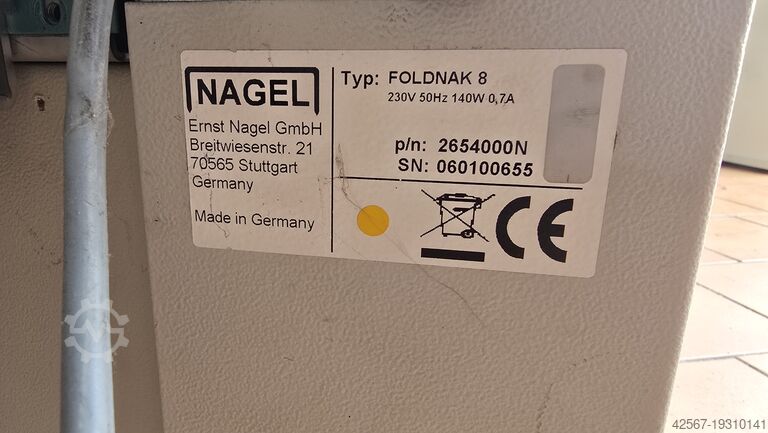 NAGEL
Ernst Nagel GmbH
Breitwiesenstr. 21
70565 Stuttgart
Germany
Made in Germany
Typ: FOLDNAK 8
230V 50Hz 140W 0,7A
p/n: 2654000N
SN: 060100655
CE
42567-19310141